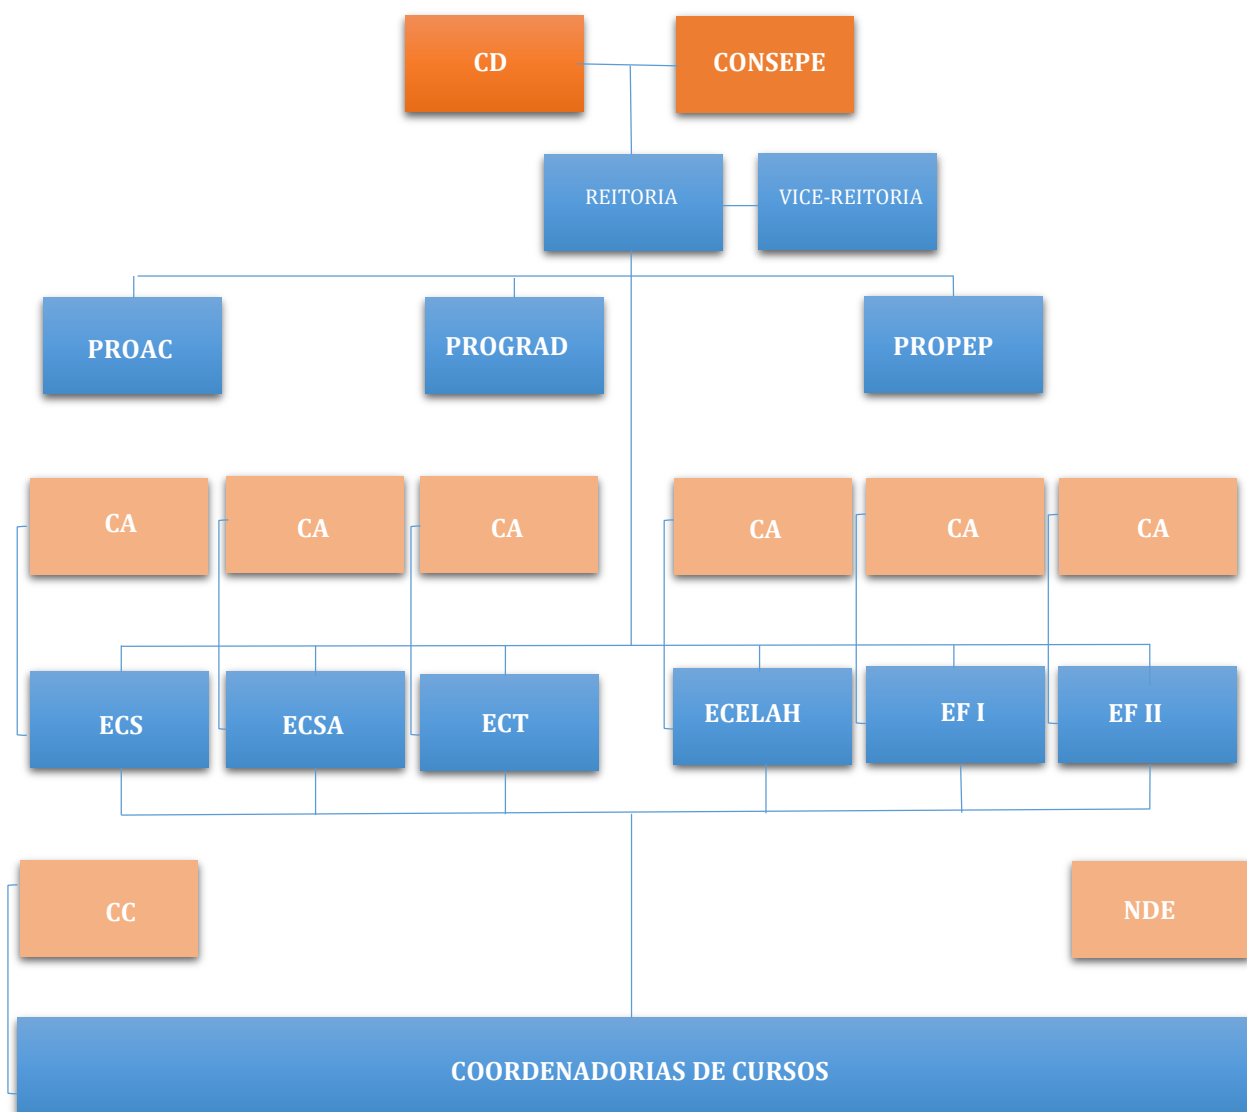 CD
CONSEPE
REITORIA
VICE-REITORIA
PROAC
PROGRAD
PROPEP
CA
CA
CA
CA
CA
CA
ECS
ECSA
ECT
ECELAH
EF I
EF II
CC
NDE
COORDENADORIAS DE CURSOS